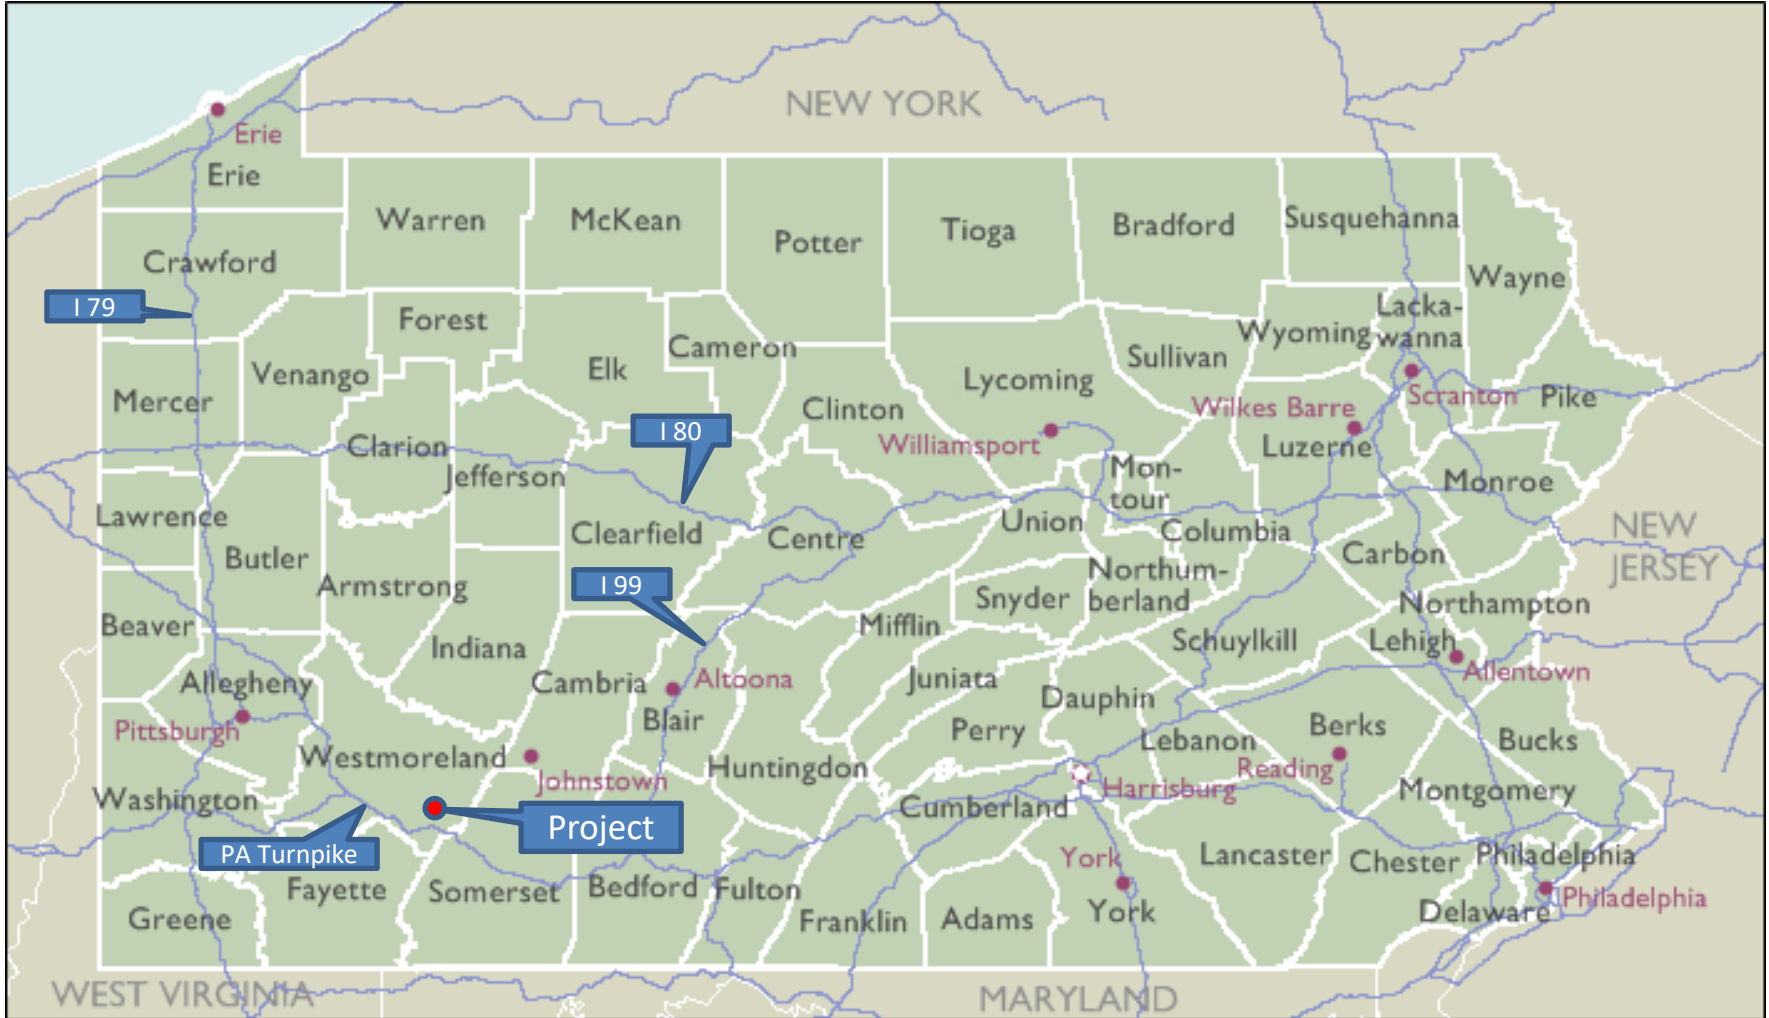 NEW YORK
Erie
Erie
Warren
McKean
Potter
Tioga
Bradford
Susquehanna
Wayne
Crawford
I 79
Forest
Cameron
Wyoming
Lacka-
wanna
Venango
Elk
Sullivan
Mercer
Lycoming
Scranton
Pike
Clinton
Wilkes Barre
Clarion
I 80
Williamsport
Luzerne
Jefferson
Mon-
tour
Monroe
Lawrence
Clearfield
Centre
Union
Columbia
NEW
JERSEY
Butler
Carbon
Armstrong
I 99
Snyder
Northum-
berland
Northampton
Beaver
Mifflin
Indiana
Schuylkill
Lehigh
Allentown
Allegheny
Cambria
Altoona
Juniata
Dauphin
Pittsburgh
Blair
Perry
Lebanon
Berks
Bucks
Westmoreland
Johnstown
Huntingdon
Reading
Harrisburg
Montgomery
Washington
Cumberland
Project
PA Turnpike
York
Lancaster
Chester
Philadelphia
Fayette
Somerset
Bedford
Fulton
Philadelphia
Greene
Franklin
Adams
York
Delaware
WEST VIRGINIA
MARYLAND